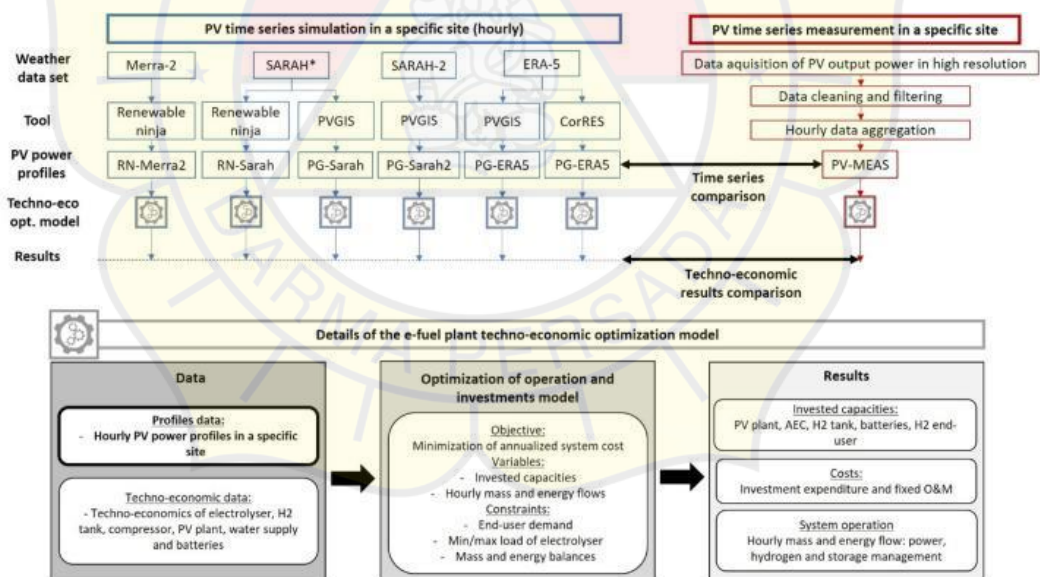 PV time series simulation in a specific site (hourly)
PV time series measurement in a specific site
Weather
data set
Merra-2
SARAH*
SARAH-2
ERA-5
Data aquisition of PV output power in high resolution
Data cleaning and filtering
Tool
Renewable
ninja
Renewable
ninja
PVGIS
PVGIS
PVGIS
CorRES
Hourly data aggregation
PV power
profiles
RN-Merra2
RN-Sarah
PG-Sarah
PG-Sarah2
PG-ERA5
PG-ERA5
Time series
comparison
PV-MEAS
Techno-eco
opt. model
Results
Techno-economic
results comparison
DARMA PERSADA
Details of the e-fuel plant techno-economic optimization model
Data
Profiles data:
- Hourly PV power profiles in a specific
site
Techno-economic data:
- Techno-economics of electrolyser, H2
tank, compressor, PV plant, water supply
and batteries
Optimization of operation and
investments model
Objective:
Minimization of annualized system cost
Variables:
- Invested capacities
- Hourly mass and energy flows
Constraints:
- End-user demand
- Min/max load of electrolyser
- Mass and energy balances
Results
Invested capacities:
PV plant, AEC, H2 tank, batteries, H2 end-
user
Costs:
Investment expenditure and fixed O&M
System operation
Hourly mass and energy flow: power,
hydrogen and storage management